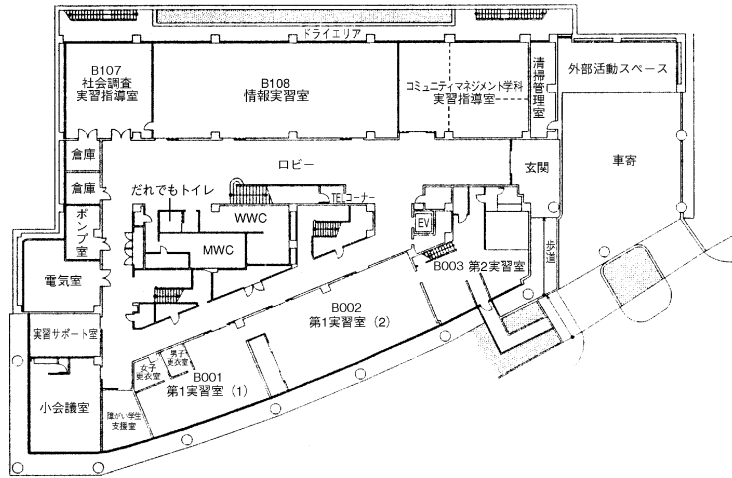 ドライエリア
B107
社会調査
実習指導室
B108
情報実習室
コミュニティマネジメント学科
実習指導室
清掃管理室
外部活動スペース
倉庫
倉庫
ロビー
玄関
車寄
だれでもトイレ
TELコーナー
ポンプ室
WWC
MWC
EV
歩道
電気室
B003 第2実習室
B002
第1実習室(2)
実習サポート室
女子
更衣室
男子
更衣室
B001
第1実習室(1)
小会議室
障がい学生
支援室